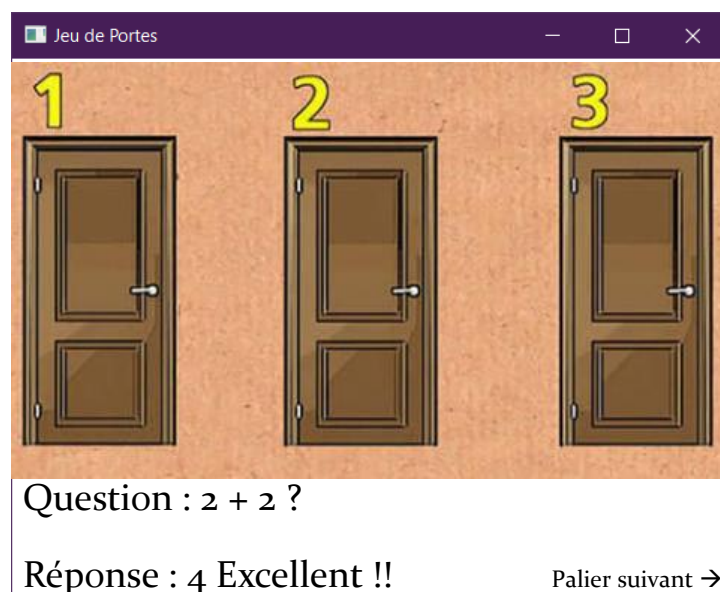 Jeu de Portes
1 2 3
Question : 2 + 2 ?
Réponse : 4 Excellent !! Palier suivant →